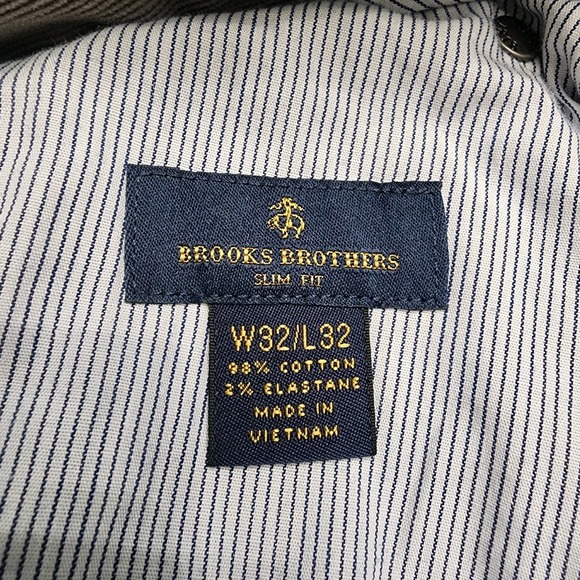 BROOKS BROTHERS
SLIM FIT
W32/L32
98% COTTON
2% ELASTANE
MADE IN
VIETNAM